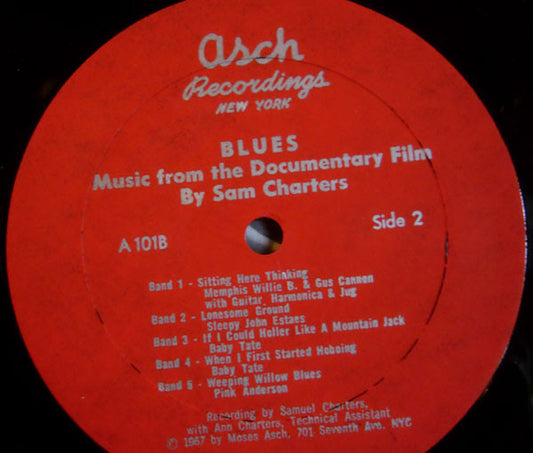 asch
Recordings
NEW YORK
BLUES
Music from the Documentary Film
By Sam Charters
A 101B
Side 2
Band 1 - Sitting Here Thinking
Memphis Willie B. & Gus Cannon
with Guitar, Harmonica & Jug
Band 2 - Lonesome Ground
Sleepy John Estaes
Band 3 - If I Could Holler Like A Mountain Jack
Baby Tate
Band 4 - When I First Started Hoboing
Baby Tate
Band 5 - Weeping Willow Blues
Pink Anderson
Recording by Samuel Charters,
with Ann Charters, Technical Assistant
© 1967 by Moses Asch, 701 Seventh Ave. NYC